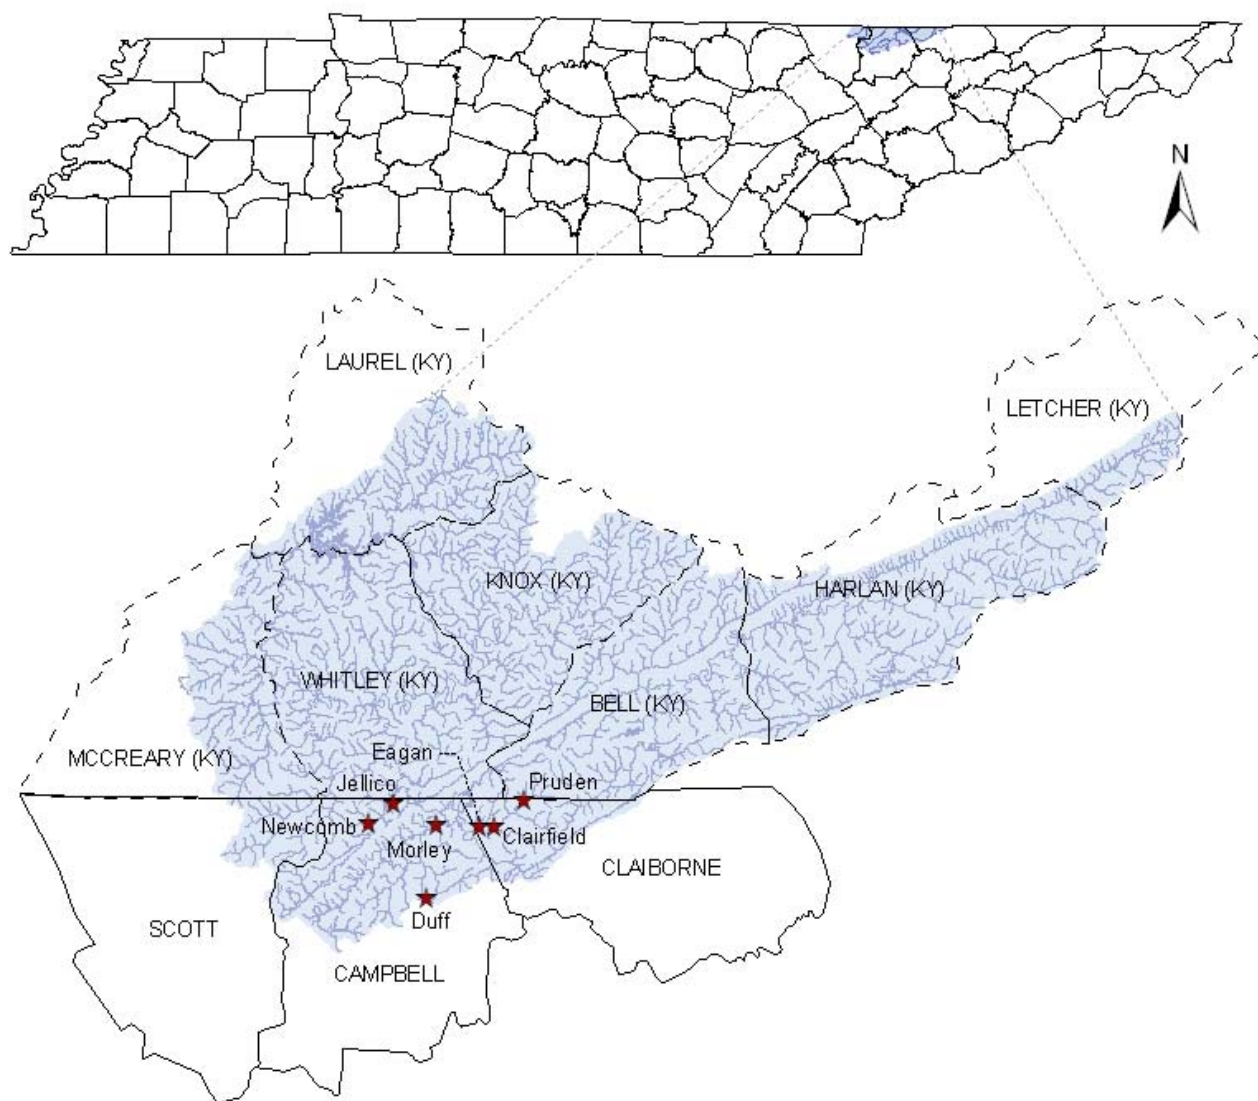 N
LAUREL (KY)
LETCHER (KY)
KNOX (KY)
HARLAN (KY)
WHITLEY (KY)
BELL (KY)
MCCREARY (KY)
Eagan
Jellico
Pruden
Newcomb
Morley
Clairfield
CLAIBORNE
Duff
SCOTT
CAMPBELL